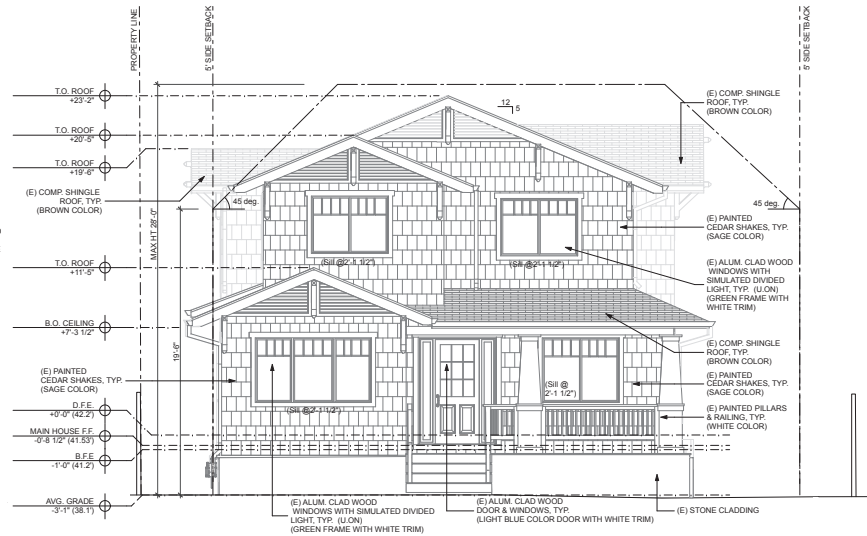 PROPERTY LINE
5' SIDE SETBACK
5' SIDE SETBACK
T.O. ROOF
+23'-2"
T.O. ROOF
+20'-5"
T.O. ROOF
+19'-6"
(E) COMP. SHINGLE
ROOF, TYP.
(BROWN COLOR)
MAX HT 28'-0"
45 deg.
12
5
(E) COMP. SHINGLE
ROOF, TYP.
(BROWN COLOR)
45 deg.
(E) PAINTED
CEDAR SHAKES, TYP.
(SAGE COLOR)
(Sill @2'-1 1/2")
(Sill @2'-1 1/2")
(E) ALUM. CLAD WOOD
WINDOWS WITH
SIMULATED DIVIDED
LIGHT, TYP. (U.ON)
(GREEN FRAME WITH
WHITE TRIM)
T.O. ROOF
+11'-5"
B.O. CEILING
+7'-3 1/2"
19'-6"
(E) COMP. SHINGLE
ROOF, TYP.
(BROWN COLOR)
(E) PAINTED
CEDAR SHAKES, TYP.
(SAGE COLOR)
(E) PAINTED
CEDAR SHAKES, TYP.
(SAGE COLOR)
(Sill @2'-1 1/2")
(Sill @
2'-1 1/2")
(E) PAINTED PILLARS
& RAILING, TYP.
(WHITE COLOR)
D.F.E.
+0'-0" (42.2')
MAIN HOUSE F.F.
-0'-8 1/2" (41.53')
B.F.E
-1'-0" (41.2')
AVG. GRADE
-3'-1" (38.1')
(E) ALUM. CLAD WOOD
WINDOWS WITH SIMULATED DIVIDED
LIGHT, TYP. (U.ON)
(GREEN FRAME WITH WHITE TRIM)
(E) ALUM. CLAD WOOD
DOOR & WINDOWS, TYP.
(LIGHT BLUE COLOR DOOR WITH WHITE TRIM)
(E) STONE CLADDING